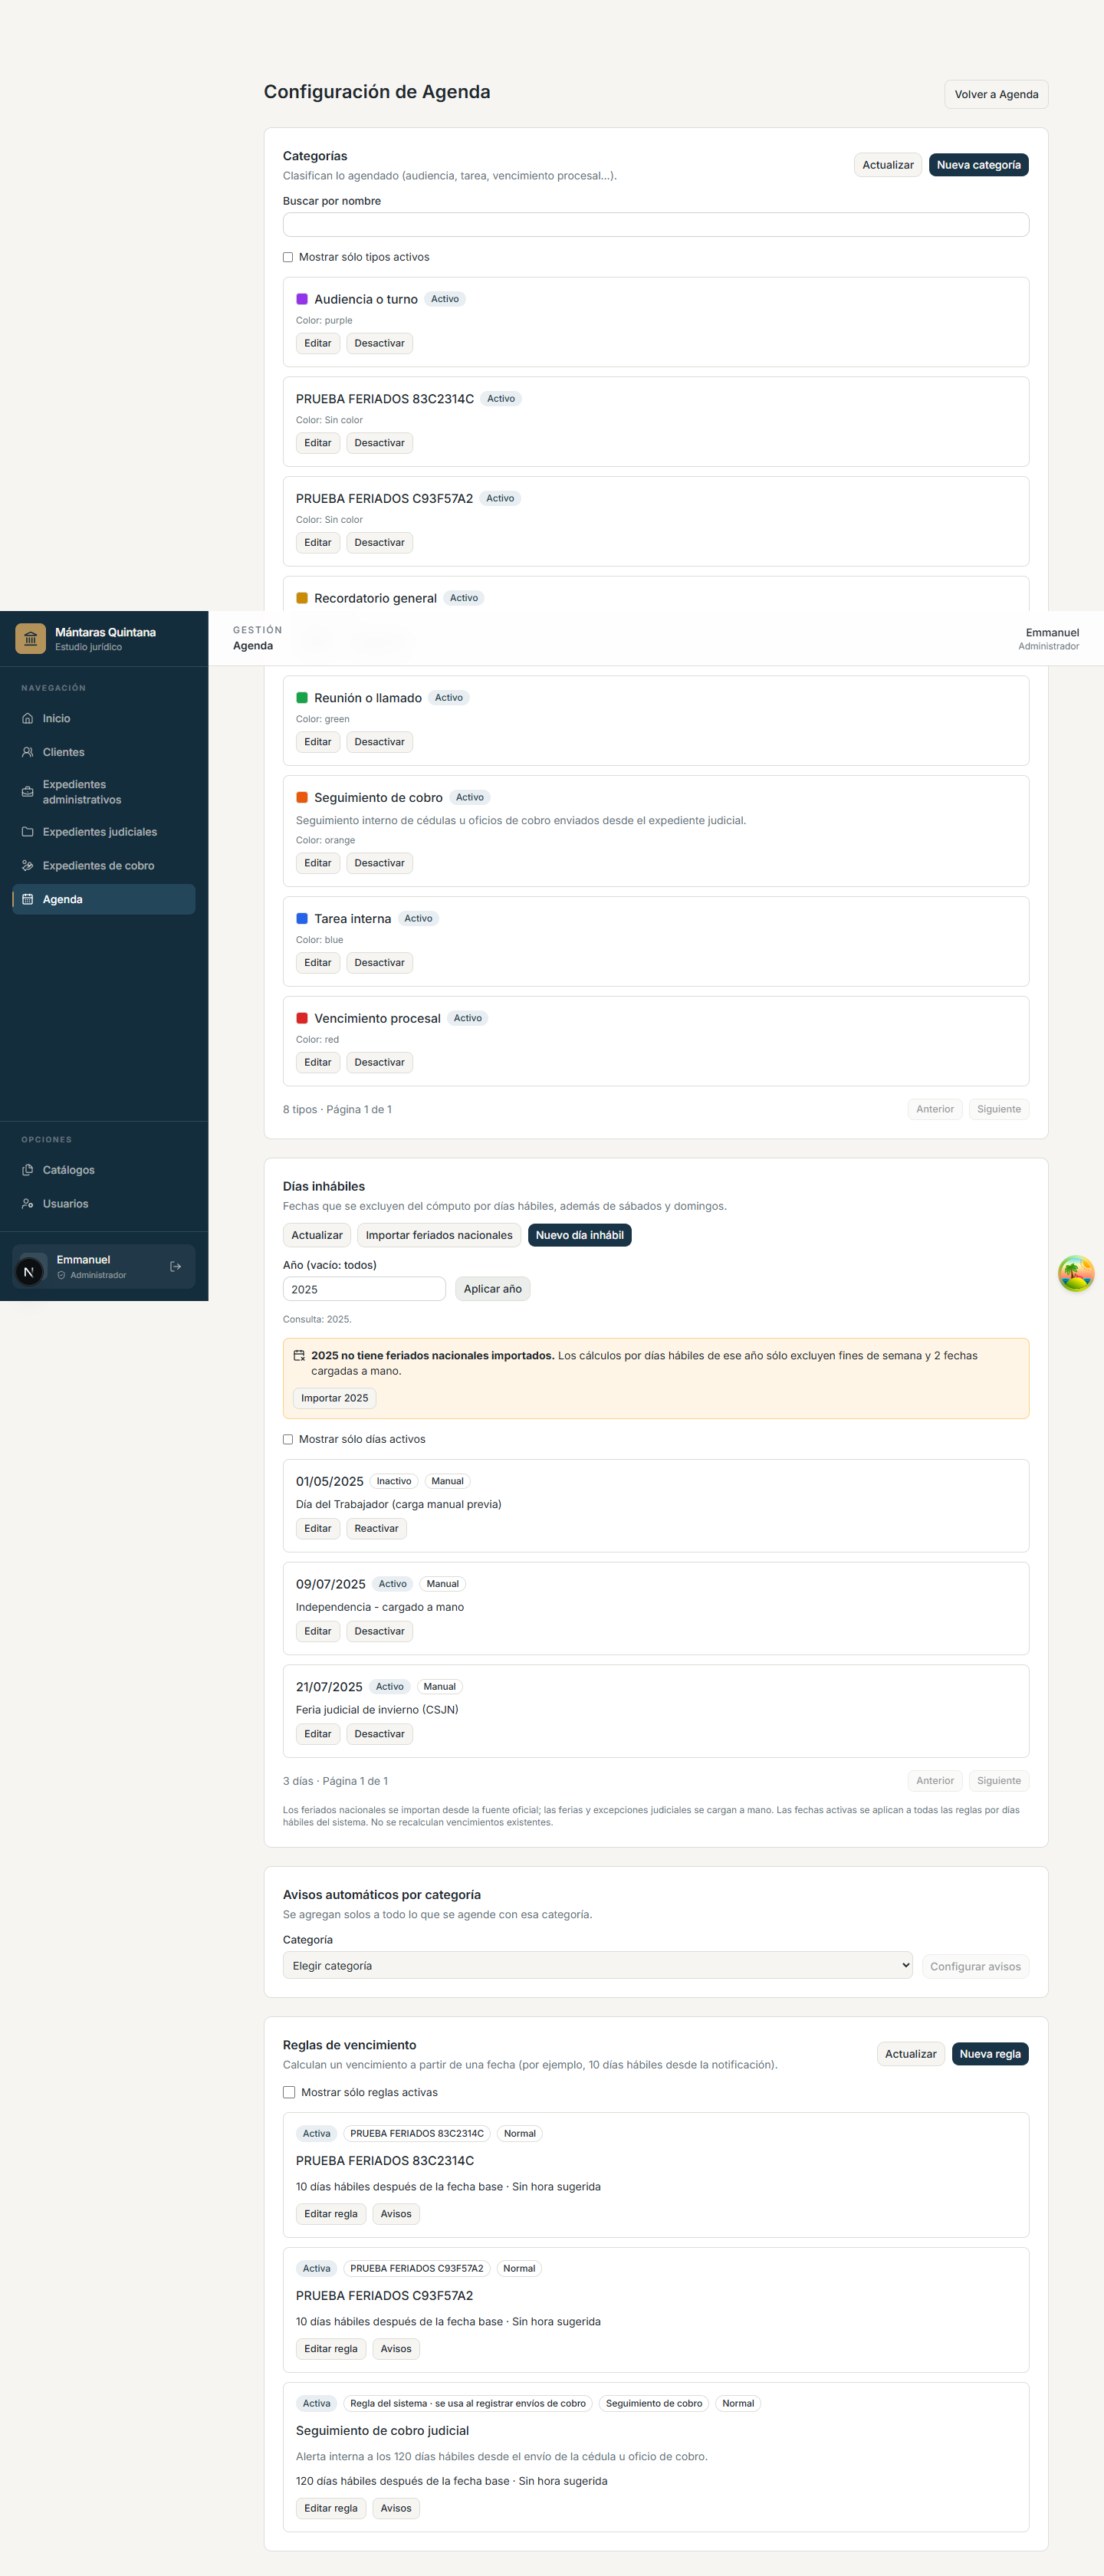 Configuración de Agenda
Volver a Agenda
Categorías
Clasifican lo agendado (audiencia, tarea, vencimiento procesal...).
Actualizar
Nueva categoría
Buscar por nombre
Mostrar sólo tipos activos
Audiencia o turno
Activo
Color: purple
Editar
Desactivar
PRUEBA FERIADOS 83C2314C
Activo
Color: Sin color
Editar
Desactivar
PRUEBA FERIADOS C93F57A2
Activo
Color: Sin color
Editar
Desactivar
Recordatorio general
Activo
Mántaras Quintana
Estudio jurídico
GESTIÓN
Agenda
Emmanuel
Administrador
NAVEGACIÓN
Inicio
Clientes
Expedientes
administrativos
Expedientes judiciales
Expedientes de cobro
Agenda
OPCIONES
Catálogos
Usuarios
N
Emmanuel
Administrador
Reunión o llamado
Activo
Color: green
Editar
Desactivar
Seguimiento de cobro
Activo
Seguimiento interno de cédulas u oficios de cobro enviados desde el expediente judicial.
Color: orange
Editar
Desactivar
Tarea interna
Activo
Color: blue
Editar
Desactivar
Vencimiento procesal
Activo
Color: red
Editar
Desactivar
8 tipos · Página 1 de 1
Anterior
Siguiente
Días inhábiles
Fechas que se excluyen del cómputo por días hábiles, además de sábados y domingos.
Actualizar
Importar feriados nacionales
Nuevo día inhábil
Año (vacío: todos)
2025
Aplicar año
Consulta: 2025.
2025 no tiene feriados nacionales importados. Los cálculos por días hábiles de ese año sólo excluyen fines de semana y 2 fechas
cargadas a mano.
Importar 2025
Mostrar sólo días activos
01/05/2025
Inactivo
Manual
Día del Trabajador (carga manual previa)
Editar
Reactivar
09/07/2025
Activo
Manual
Independencia - cargado a mano
Editar
Desactivar
21/07/2025
Activo
Manual
Feria judicial de invierno (CSJN)
Editar
Desactivar
3 días · Página 1 de 1
Anterior
Siguiente
Los feriados nacionales se importan desde la fuente oficial; las ferias y excepciones judiciales se cargan a mano. Las fechas activas se aplican a todas las reglas por días
hábiles del sistema. No se recalculan vencimientos existentes.
Avisos automáticos por categoría
Se agregan solos a todo lo que se agende con esa categoría.
Categoría
Elegir categoría
Configurar avisos
Reglas de vencimiento
Calculan un vencimiento a partir de una fecha (por ejemplo, 10 días hábiles desde la notificación).
Actualizar
Nueva regla
Mostrar sólo reglas activas
Activa
PRUEBA FERIADOS 83C2314C
Normal
PRUEBA FERIADOS 83C2314C
10 días hábiles después de la fecha base · Sin hora sugerida
Editar regla
Avisos
Activa
PRUEBA FERIADOS C93F57A2
Normal
PRUEBA FERIADOS C93F57A2
10 días hábiles después de la fecha base · Sin hora sugerida
Editar regla
Avisos
Activa
Regla del sistema · se usa al registrar envíos de cobro
Seguimiento de cobro
Normal
Seguimiento de cobro judicial
Alerta interna a los 120 días hábiles desde el envío de la cédula u oficio de cobro.
120 días hábiles después de la fecha base · Sin hora sugerida
Editar regla
Avisos